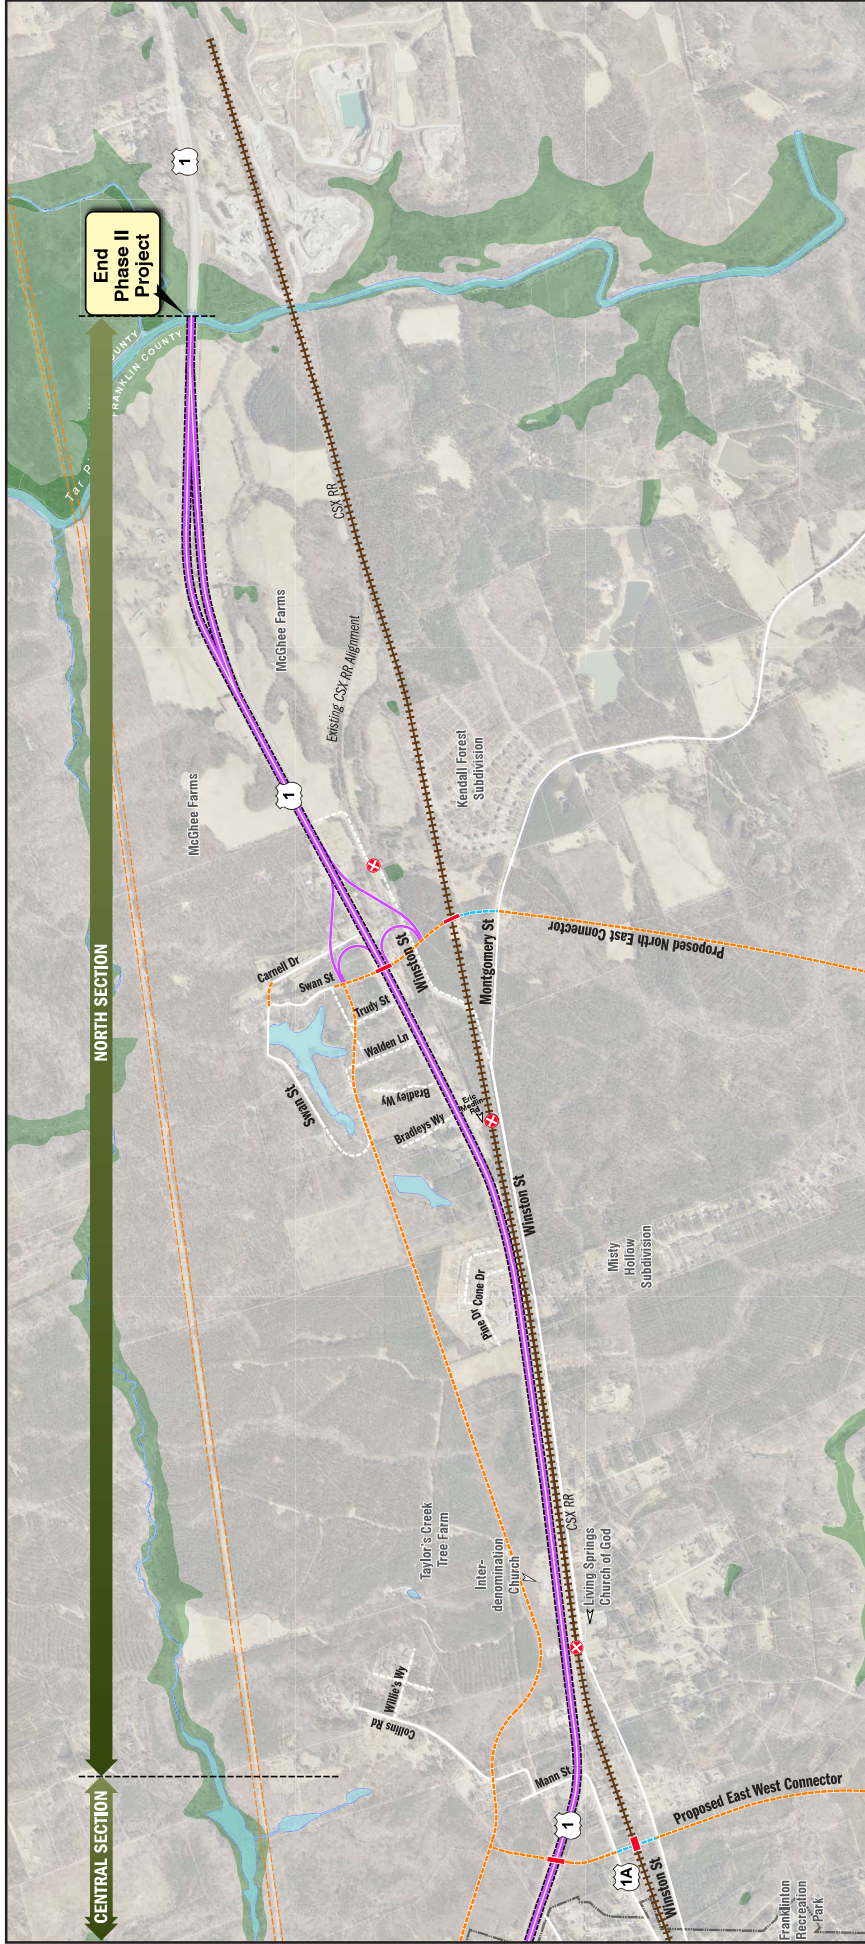 1
End
Phase II
Project
UNTY
FRANKLIN COUNTY
Tar
CSX RR
McGhee Farms
Existing CSX RR Alignment
McGhee Farms
1
Kendall Forest
Subdivision
NORTH SECTION
Carnell Dr
Swan St
Winston St
Montgomery St
Proposed North East Connector
Trudy St
Walden Ln
Swan St
Bradley Wy
Bradleys Wy
Eric
Medlin
Rd
Winston St
Misty
Hollow
Subdivision
Pine Dr
Cone Dr
Taylor's Creek
Tree Farm
Inter-
denomination
Church
CSX RR
Living Springs
Church of God
Willie's Wy
Collins Rd
Mann St
CENTRAL SECTION
1
Proposed East West Connector
1A
Winston St
Franklinton
Recreation
Park